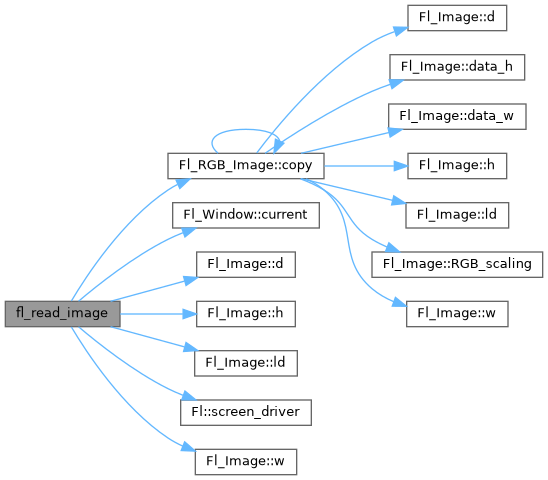 Fl_Image::d
Fl_Image::data_h
Fl_Image::data_w
Fl_RGB_Image::copy
Fl_Image::h
Fl_Window::current
Fl_Image::ld
Fl_Image::d
Fl_Image::RGB_scaling
fl_read_image
Fl_Image::h
Fl_Image::w
Fl_Image::ld
Fl::screen_driver
Fl_Image::w